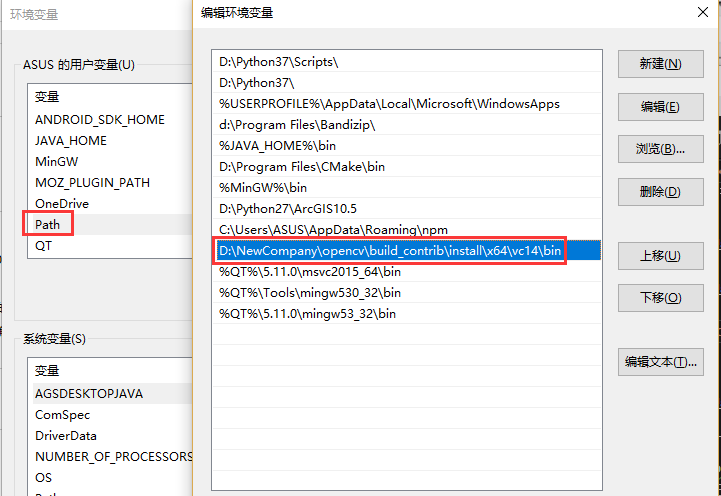 环境变量
编辑环境变量
ASUS 的用户变量(U)
变量
ANDROID_SDK_HOME
JAVA_HOME
MinGW
MOZ_PLUGIN_PATH
OneDrive
Path
QT
系统变量(S)
变量
AGSDESKTOPJAVA
ComSpec
DriverData
NUMBER_OF_PROCESSORS
OS
D:\Python37\Scripts\
D:\Python37\
%USERPROFILE%\AppData\Local\Microsoft\WindowsApps
d:\Program Files\Bandizip\
%JAVA_HOME%\bin
D:\Program Files\CMake\bin
%MinGW%\bin
D:\Python27\ArcGIS10.5
C:\Users\ASUS\AppData\Roaming\npm
D:\NewCompany\opencv\build_contrib\install\x64\vc14\bin
%QT%\5.11.0\msvc2015_64\bin
%QT%\Tools\mingw530_32\bin
%QT%\5.11.0\mingw53_32\bin
新建(N)
编辑(E)
浏览(B)...
删除(D)
上移(U)
下移(O)
编辑文本(T)...